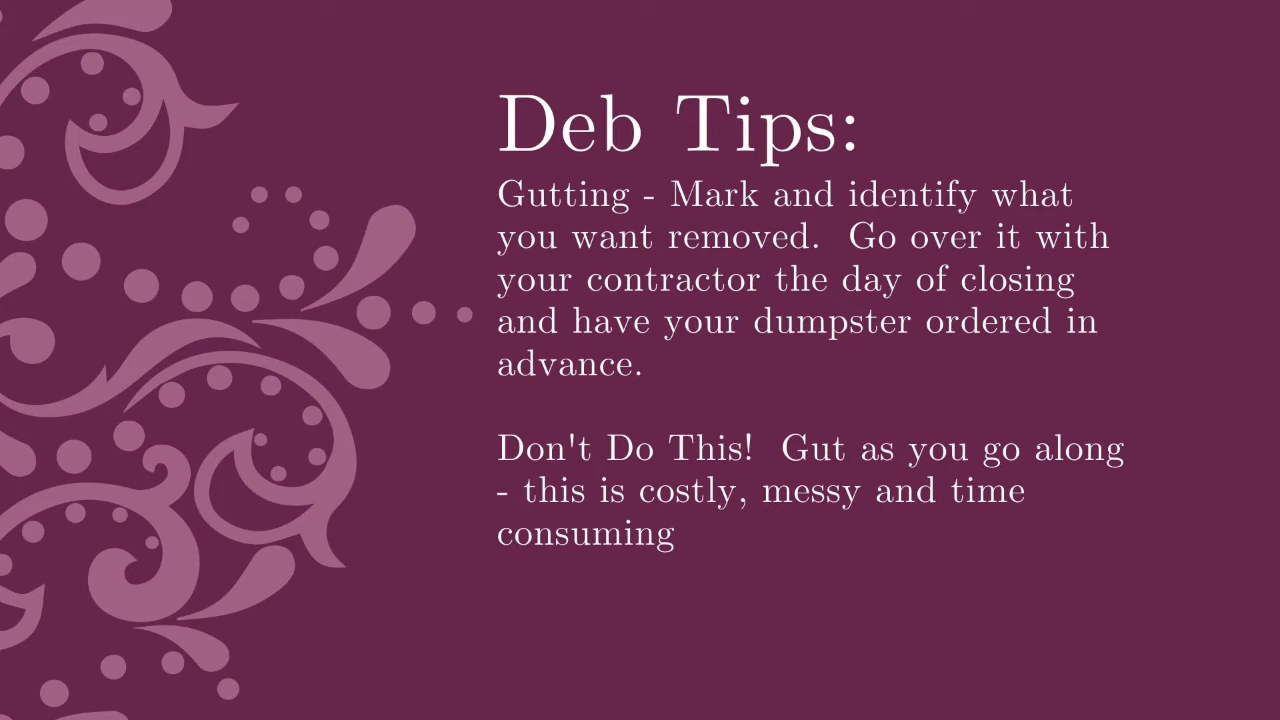 Deb Tips:
Gutting - Mark and identify what
you want removed.  Go over it with
your contractor the day of closing
and have your dumpster ordered in
advance.
Don't Do This!  Gut as you go along
- this is costly, messy and time
consuming